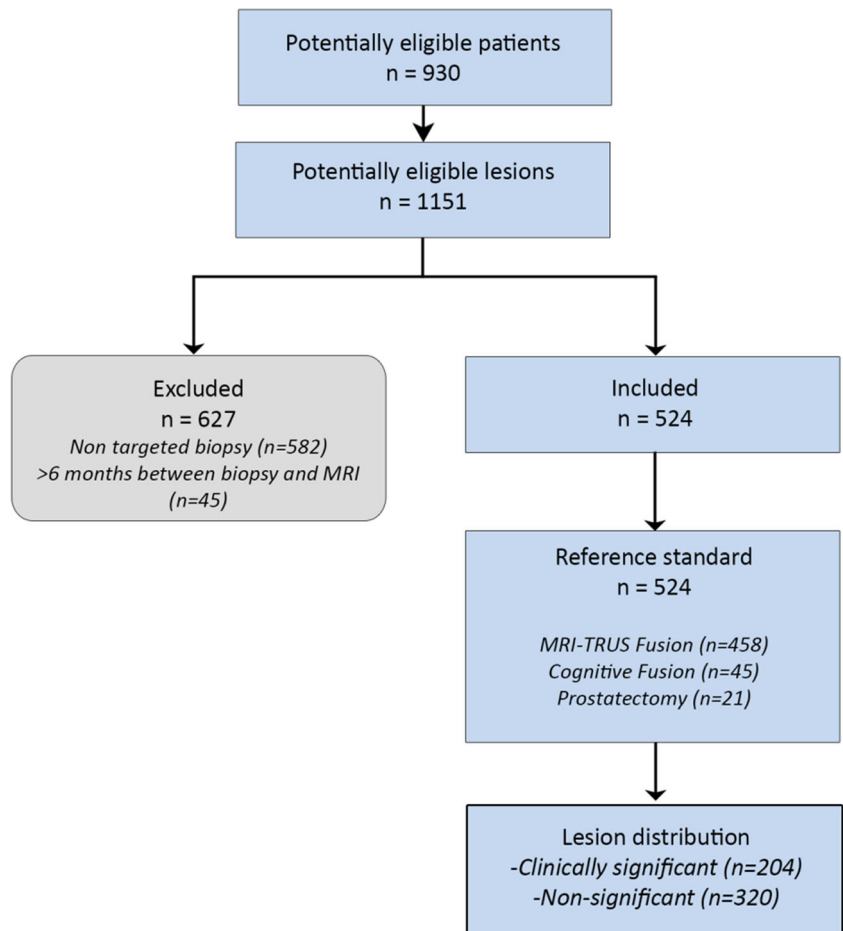 Potentially eligible patients
n = 930
Potentially eligible lesions
n = 1151
Excluded
n = 627
Non targeted biopsy (n=582)
>6 months between biopsy and MRI
(n=45)
Included
n = 524
Reference standard
n = 524
MRI-TRUS Fusion (n=458)
Cognitive Fusion (n=45)
Prostatectomy (n=21)
Lesion distribution
-Clinically significant (n=204)
-Non-significant (n=320)